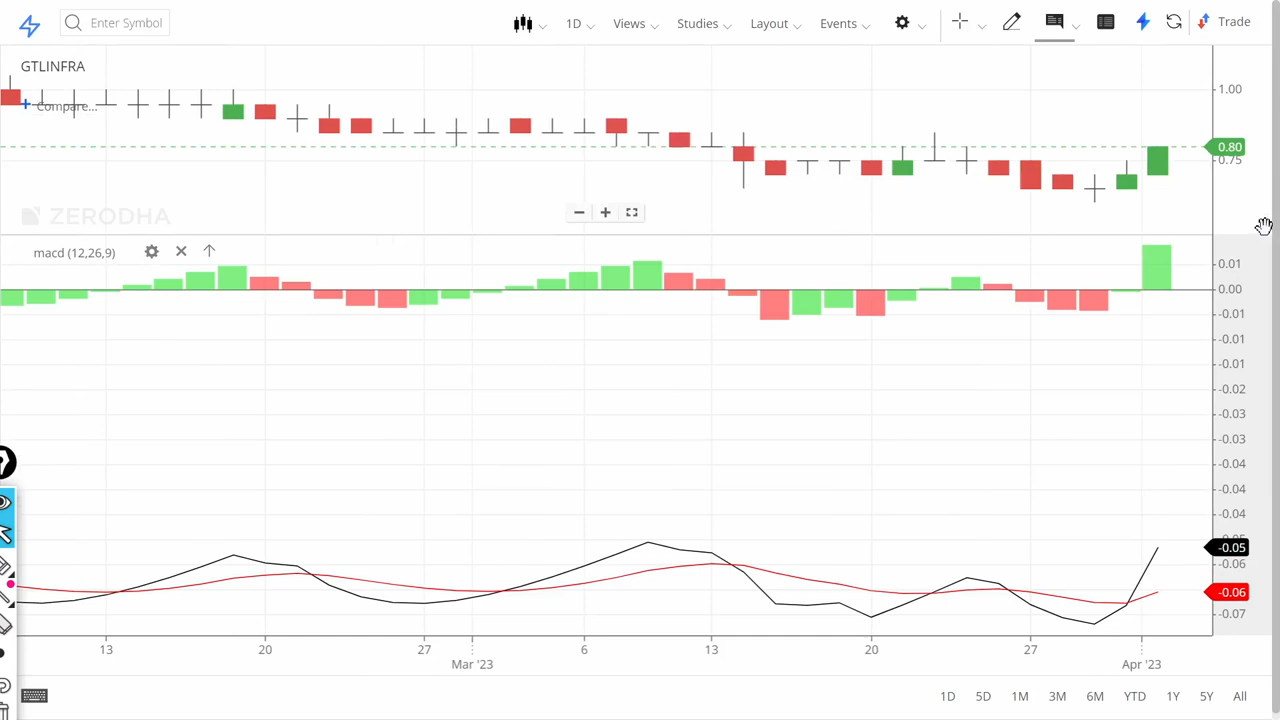 Enter Symbol 1D Views Studies Layout Events Trade
GTLINFRA
Compare...
1.00
0.80
0.75
ZERODHA
macd (12,26,9)
0.01
0.00
-0.01
-0.01
-0.01
-0.02
-0.03
-0.03
-0.04
-0.04
-0.04
-0.05
-0.06
-0.06
-0.07
13 20 27 6 13 20 27
Mar '23 Apr '23
1D 5D 1M 3M 6M YTD 1Y 5Y All